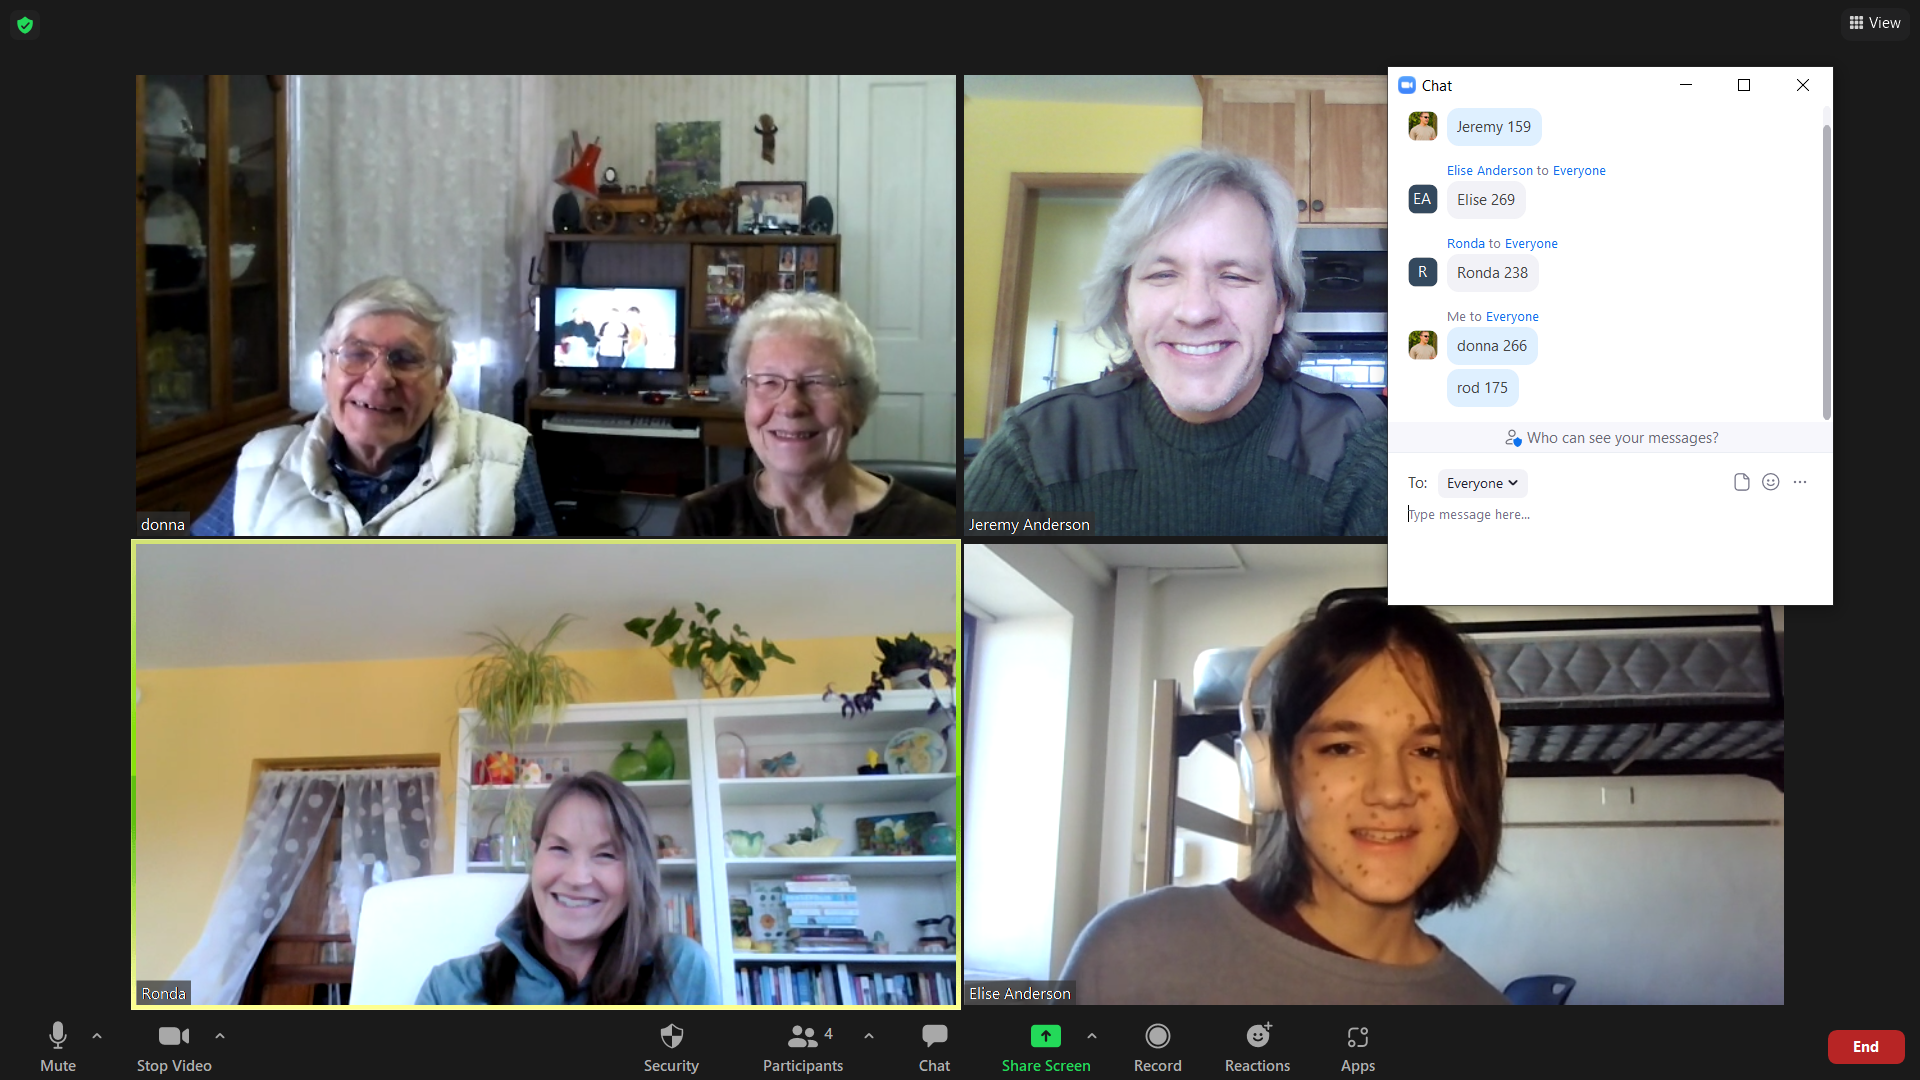 View
donna
Jeremy Anderson
Chat
Jeremy 159
Elise Anderson to Everyone
EA
Elise 269
Ronda to Everyone
R
Ronda 238
Me to Everyone
donna 266
rod 175
Who can see your messages?
To: Everyone
Type message here...
Ronda
Elise Anderson
Mute
Stop Video
Security
4
Participants
Chat
Share Screen
Record
Reactions
Apps
End